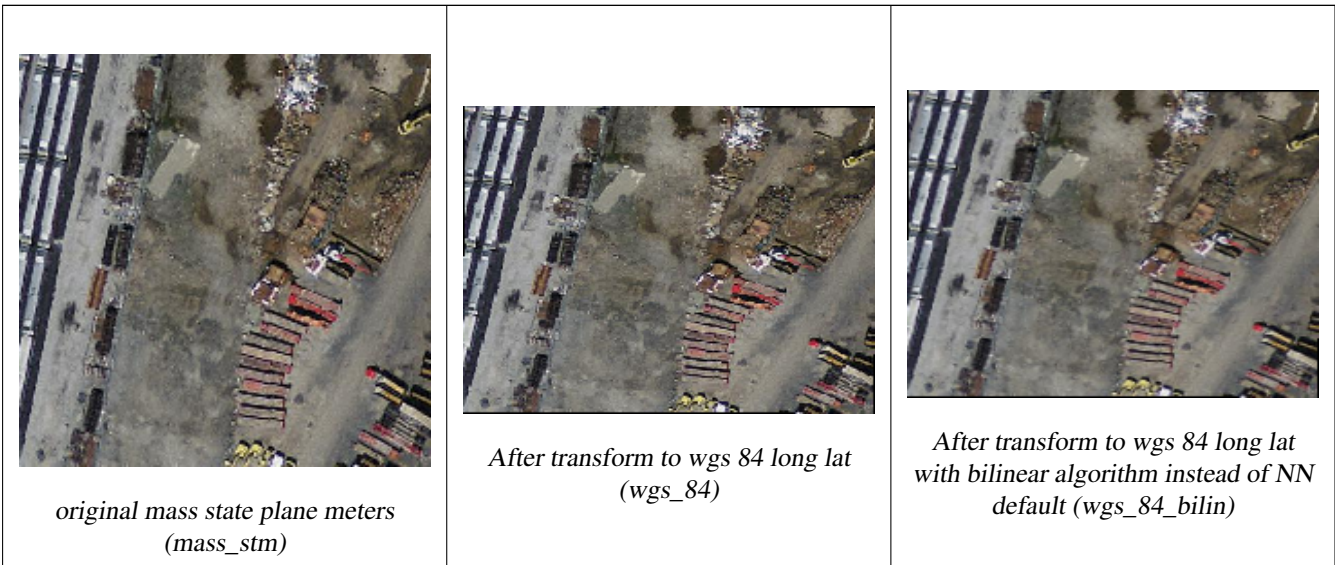 original mass state plane meters
(mass_stm)
After transform to wgs 84 long lat
(wgs_84)
After transform to wgs 84 long lat
with bilinear algorithm instead of NN
default (wgs_84_bilin)